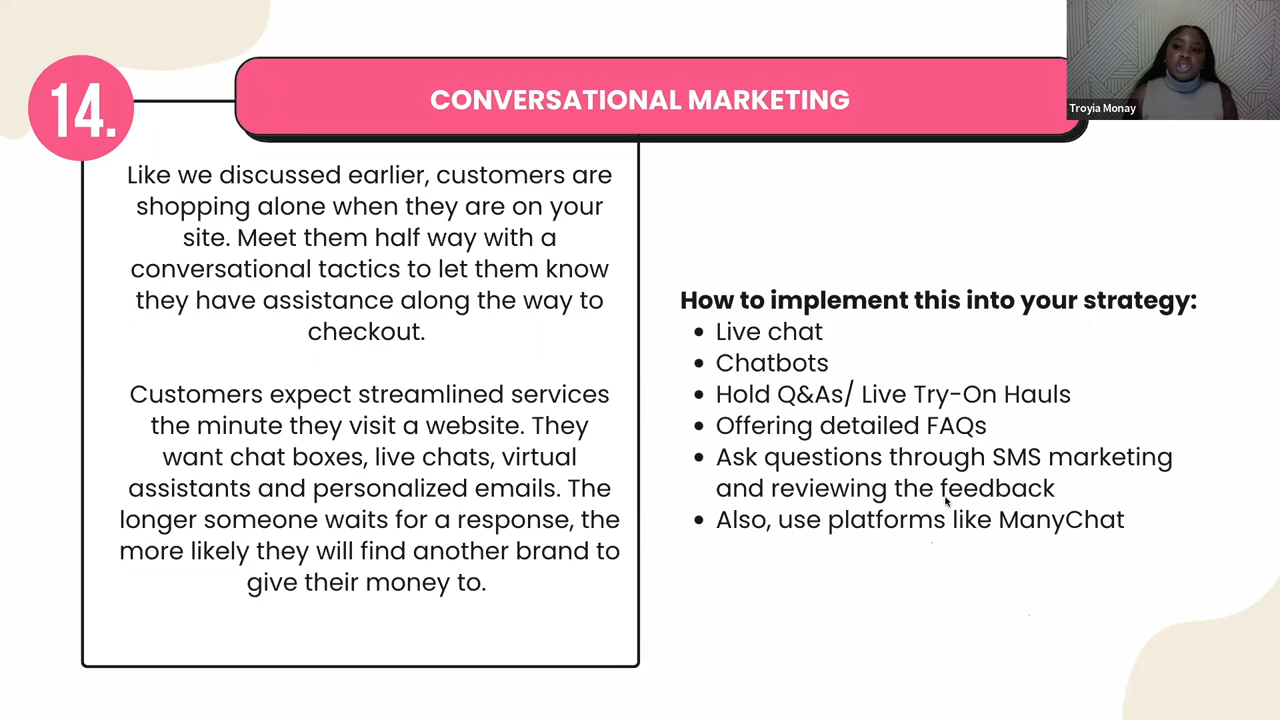 14.
CONVERSATIONAL MARKETING
Troyia Monay
Like we discussed earlier, customers are
shopping alone when they are on your
site. Meet them half way with a
conversational tactics to let them know
they have assistance along the way to
checkout.
Customers expect streamlined services
the minute they visit a website. They
want chat boxes, live chats, virtual
assistants and personalized emails. The
longer someone waits for a response, the
more likely they will find another brand to
give their money to.
How to implement this into your strategy:
• Live chat
• Chatbots
• Hold Q&As/ Live Try-On Hauls
• Offering detailed FAQs
• Ask questions through SMS marketing
and reviewing the feedback
• Also, use platforms like ManyChat